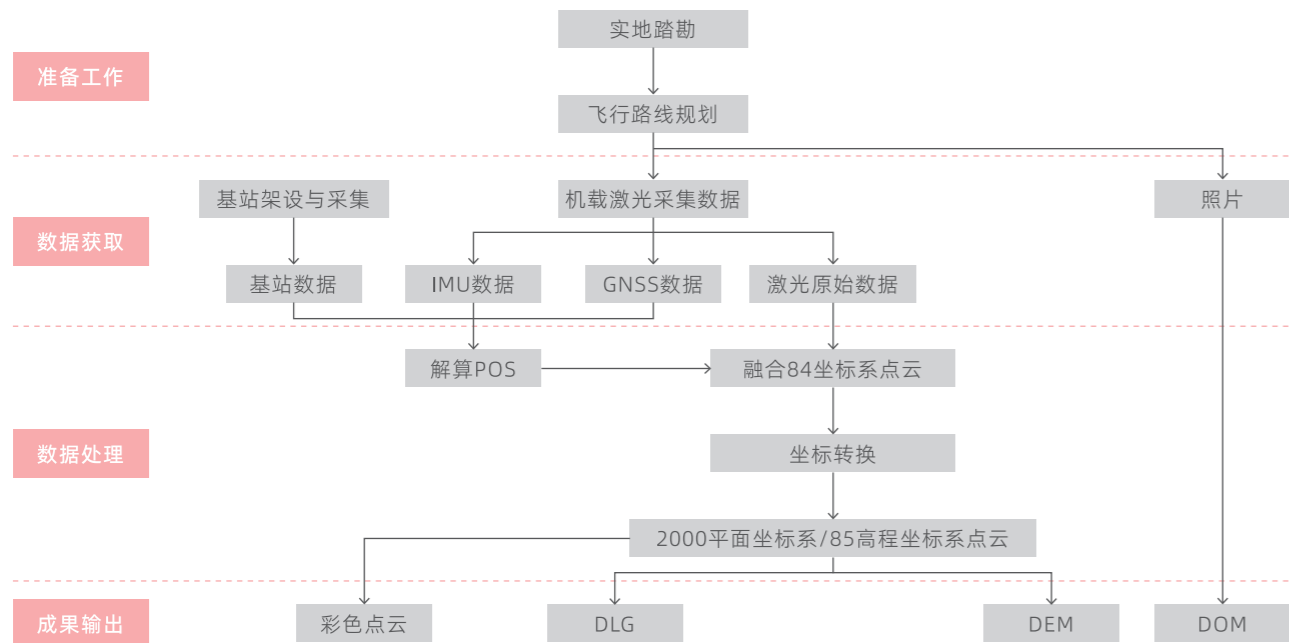 实地踏勘
准备工作
飞行路线规划
基站架设与采集
机载激光采集数据
照片
数据获取
基站数据
IMU数据
GNSS数据
激光原始数据
解算POS
融合84坐标系点云
数据处理
坐标转换
2000平面坐标系/85高程坐标系点云
成果输出
彩色点云
DLG
DEM
DOM